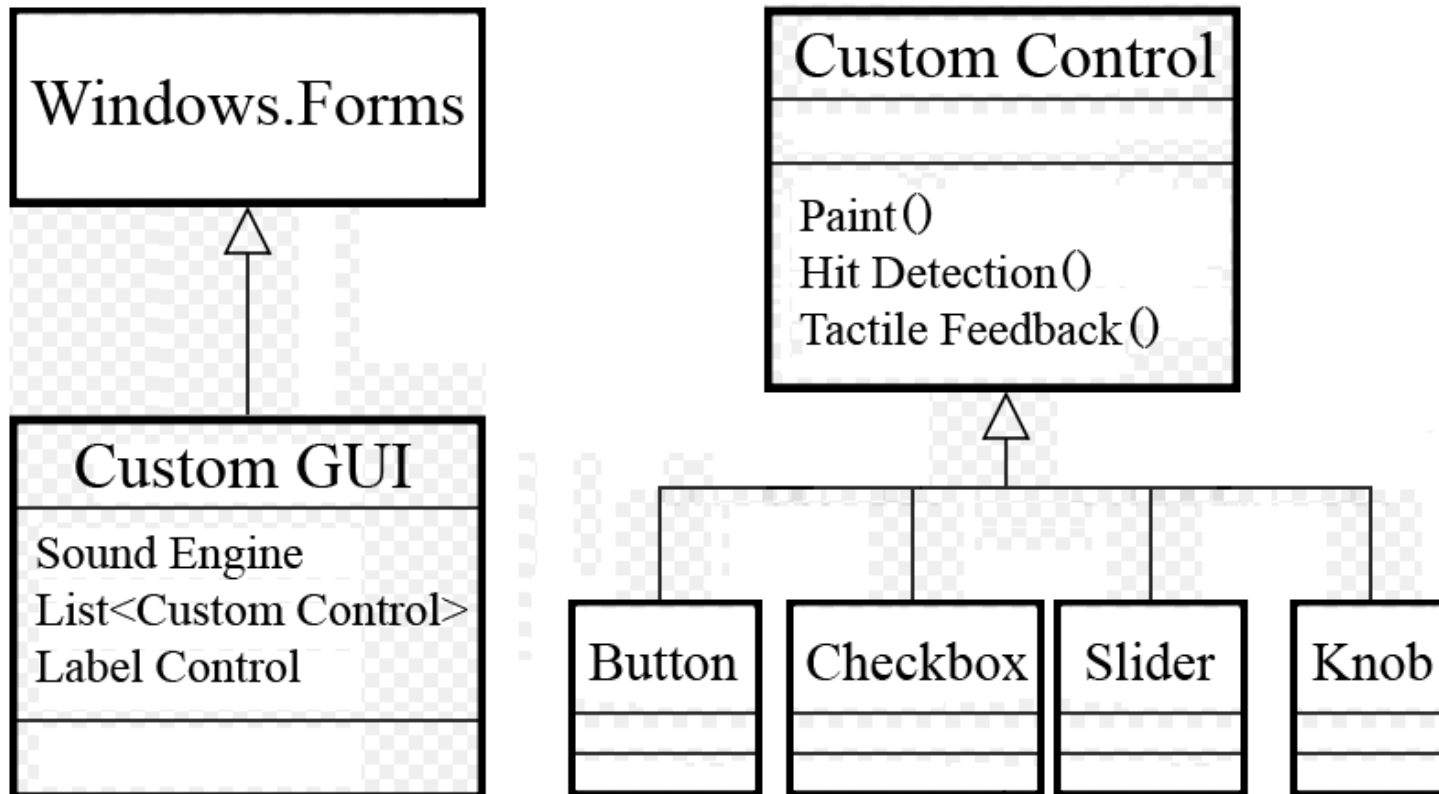 Windows.Forms
Custom GUI
Sound Engine
List<Custom Control>
Label Control
Custom Control
Paint()
Hit Detection()
Tactile Feedback()
Button
Checkbox
Slider
Knob